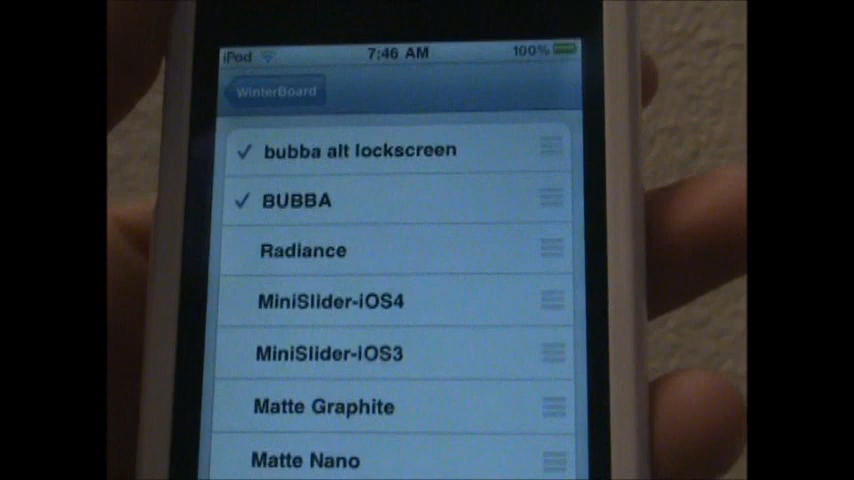 iPod 7:46 AM 100%
WinterBoard
bubba alt lockscreen
BUBBA
Radiance
MiniSlider-iOS4
MiniSlider-iOS3
Matte Graphite
Matte Nano